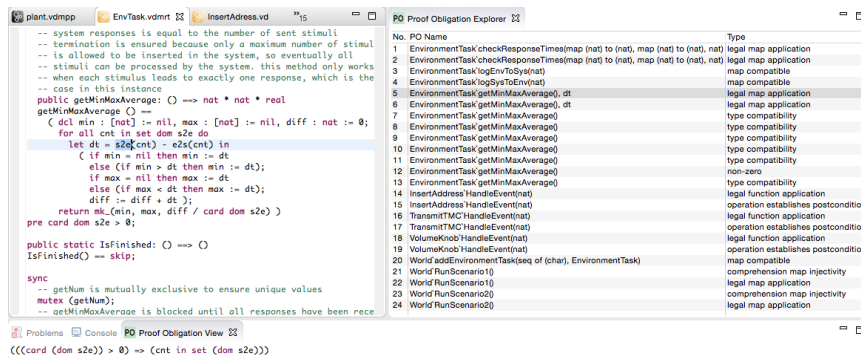 plant.vdmpp
EnvTask.vdmrt
InsertAdress.vd
»15
-- system responses is equal to the number of sent stimuli
-- termination is ensured because only a maximum number of stimul
-- is allowed to be inserted in the system, so eventually all
-- stimuli can be processed by the system. this method only works
-- when each stimulus leads to exactly one response, which is the
-- case in this instance
public getMinMaxAverage: () ==> nat * nat * real
getMinMaxAverage () ==
( dcl min : [nat] := nil, max : [nat] := nil, diff : nat := 0;
for all cnt in set dom s2e do
let dt = s2e(cnt) - e2s(cnt) in
( if min = nil then min := dt
else (if min > dt then min := dt);
if max = nil then max := dt
else (if max < dt then max := dt);
diff := diff + dt );
return mk_(min, max, diff / card dom s2e) )
pre card dom s2e > 0;
public static IsFinished: () ==> ()
IsFinished() == skip;
sync
-- getNum is mutually exclusive to ensure unique values
mutex (getNum);
-- getMinMaxAverage is blocked until all responses have been rece
PO Proof Obligation Explorer
No. PO Name Type
1 EnvironmentTask`checkResponseTimes(map (nat) to (nat), map (nat) to (nat), nat) legal map application
2 EnvironmentTask`checkResponseTimes(map (nat) to (nat), map (nat) to (nat), nat) legal map application
3 EnvironmentTask`logEnvToSys(nat) map compatible
4 EnvironmentTask`logSysToEnv(nat) map compatible
5 EnvironmentTask`getMinMaxAverage(), dt legal map application
6 EnvironmentTask`getMinMaxAverage(), dt legal map application
7 EnvironmentTask`getMinMaxAverage() type compatibility
8 EnvironmentTask`getMinMaxAverage() type compatibility
9 EnvironmentTask`getMinMaxAverage() type compatibility
10 EnvironmentTask`getMinMaxAverage() type compatibility
11 EnvironmentTask`getMinMaxAverage() type compatibility
12 EnvironmentTask`getMinMaxAverage() non-zero
13 EnvironmentTask`getMinMaxAverage() type compatibility
14 InsertAddress`HandleEvent(nat) legal function application
15 InsertAddress`HandleEvent(nat) operation establishes postconditio
16 TransmitTMC`HandleEvent(nat) legal function application
17 TransmitTMC`HandleEvent(nat) operation establishes postconditio
18 VolumeKnob`HandleEvent(nat) legal function application
19 VolumeKnob`HandleEvent(nat) operation establishes postconditio
20 World`addEnvironmentTask(seq of (char), EnvironmentTask) map compatible
21 World`RunScenario1() comprehension map injectivity
22 World`RunScenario1() legal map application
23 World`RunScenario2() comprehension map injectivity
24 World`RunScenario2() legal map application
Problems
Console
PO Proof Obligation View
(((card (dom s2e)) > 0) => (cnt in set (dom s2e)))